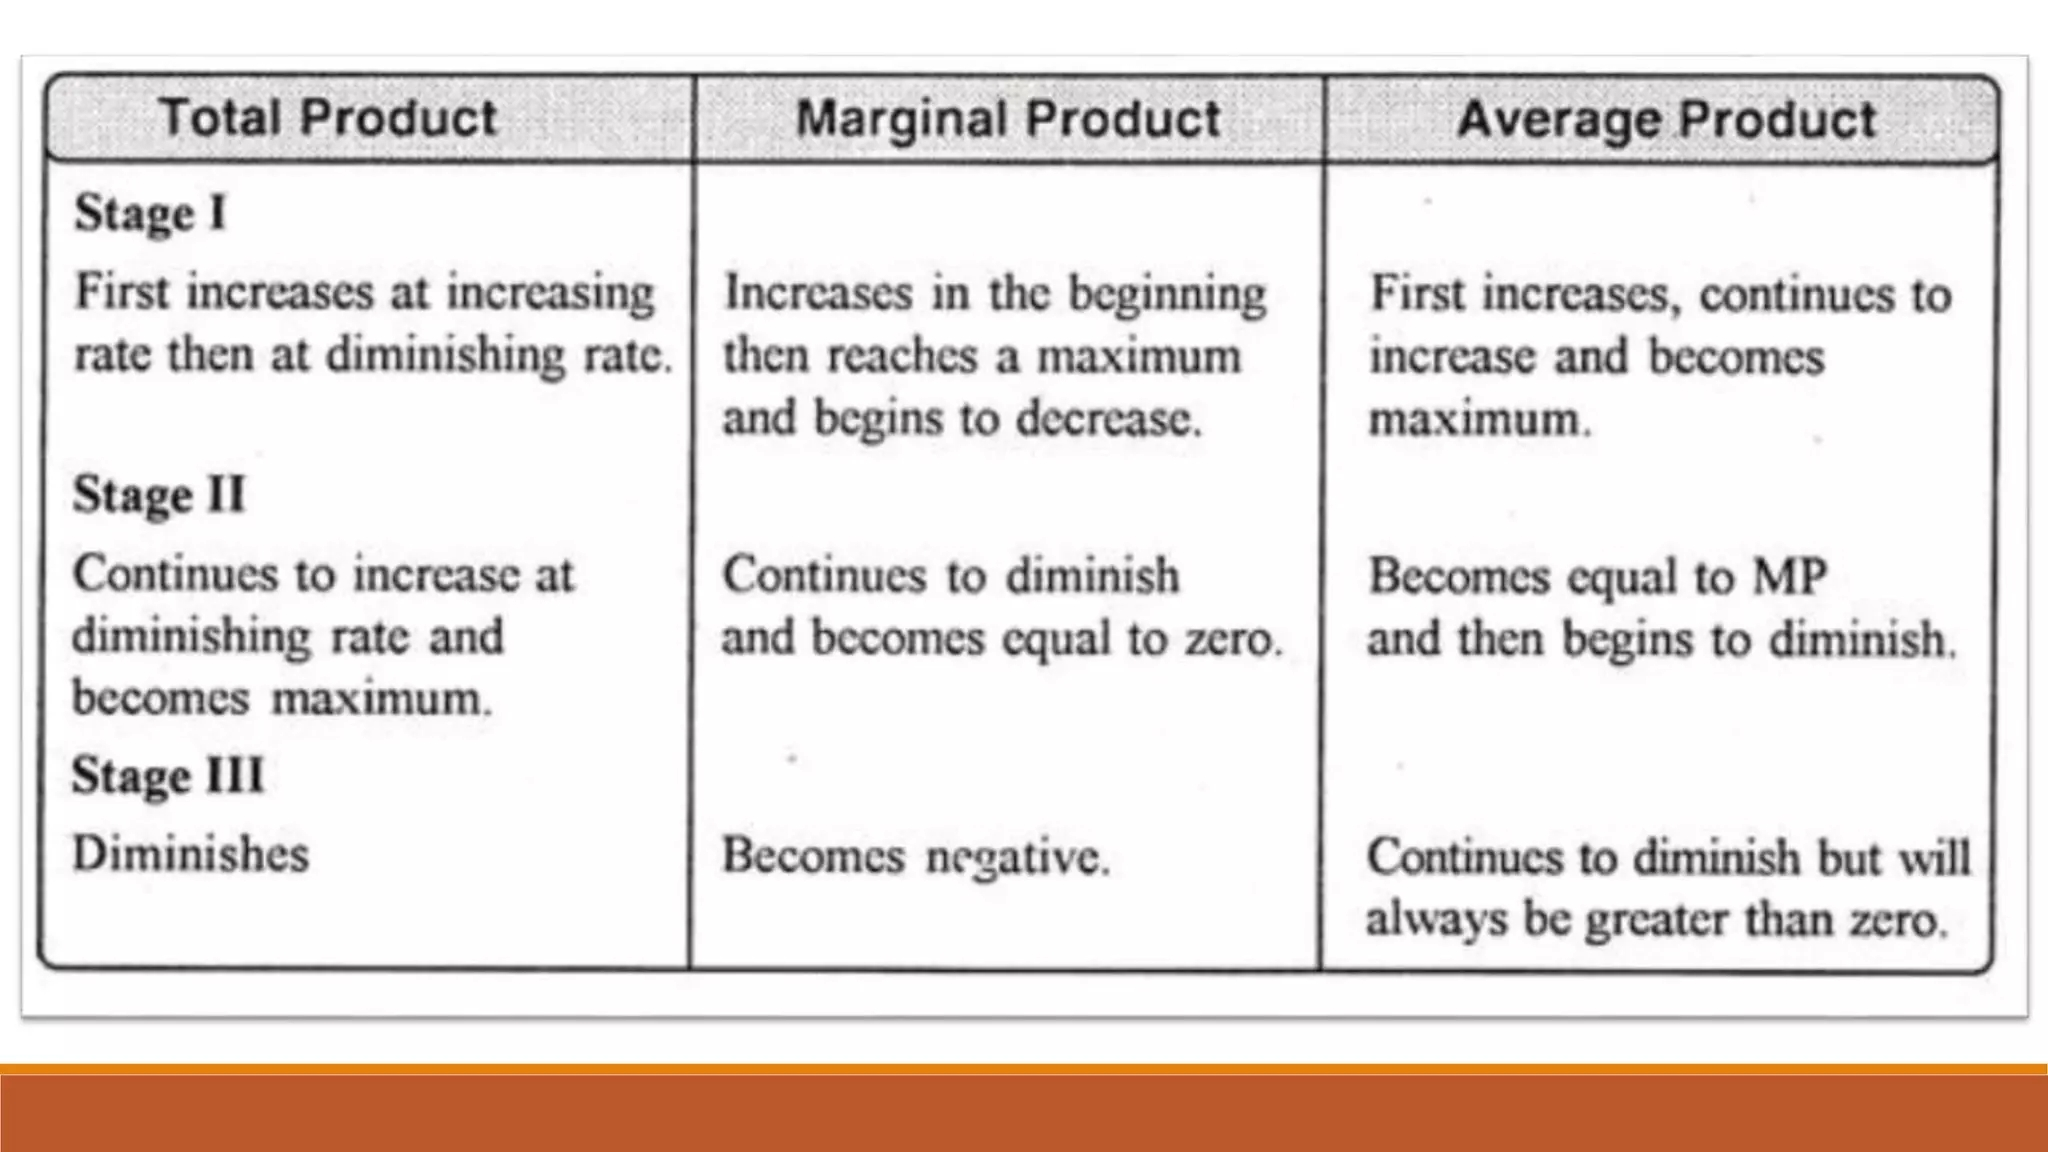 Total Product
Marginal Product
Average Product
Stage I
First increases at increasing
rate then at diminishing rate.
Increases in the beginning
then reaches a maximum
and begins to decrease.
First increases, continues to
increase and becomes
maximum.
Stage II
Continues to increase at
diminishing rate and
becomes maximum.
Continues to diminish
and becomes equal to zero.
Becomes equal to MP
and then begins to diminish.
Stage III
Diminishes
Becomes negative.
Continues to diminish but will
always be greater than zero.